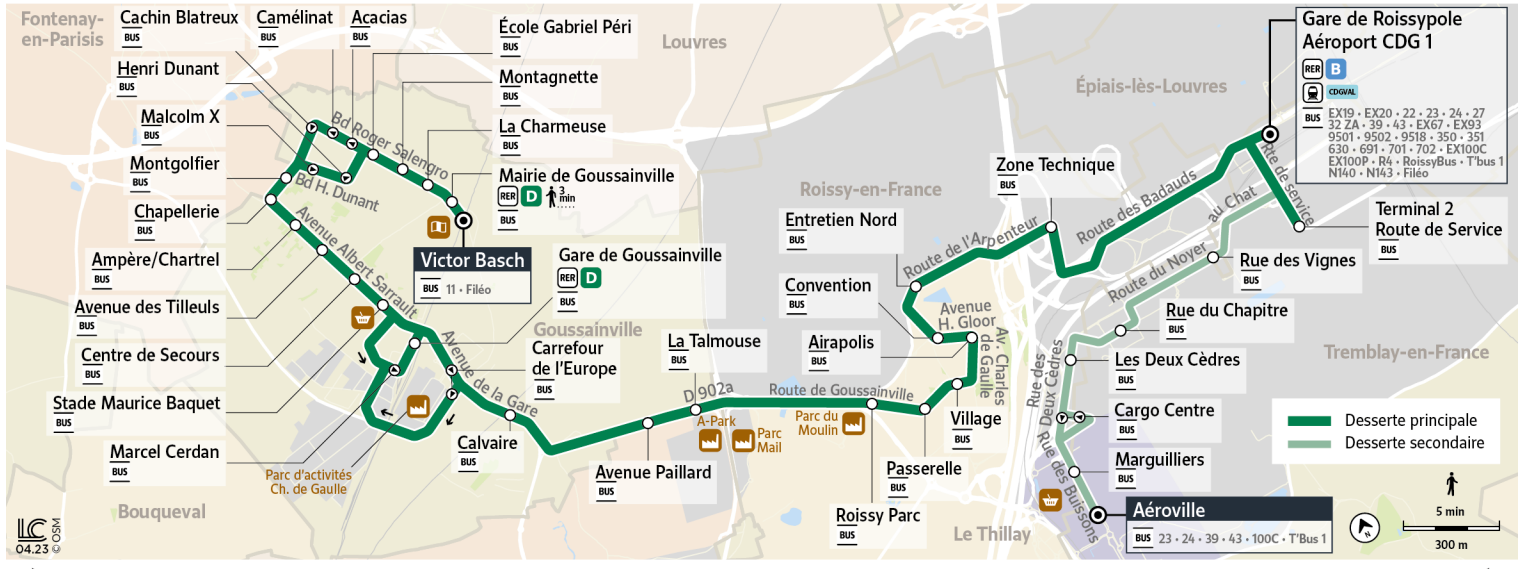 Fontenay-
en-Parisis
Cachin Blatreux
BUS
Camélinat
BUS
Acacias
BUS
École Gabriel Péri
BUS
Louvres
Henri Dunant
BUS
Montagnette
BUS
Malcolm X
BUS
La Charmeuse
BUS
Montgolfier
BUS
Mairie de Goussainville
RER D 3 min
BUS
Chapellerie
BUS
Bd Roger Salengro
Bd H. Dunant
Avenue Albert Sarrault
Victor Basch
BUS 11 • Filéo
Ampère/Chartrel
BUS
Gare de Goussainville
RER D
BUS
Avenue des Tilleuls
BUS
Goussainville
Centre de Secours
BUS
Carrefour
de l'Europe
BUS
Avenue de la Gare
Stade Maurice Baquet
BUS
Marcel Cerdan
BUS
Parc d'activités
Ch. de Gaulle
Calvaire
BUS
Bouqueval
LC
04.23
© OSM
La Talmouse
BUS
D 902a
A-Park
Parc
Mail
Avenue Paillard
BUS
Route de Goussainville
Parc du
Moulin
Roissy Parc
BUS
Passerelle
BUS
Village
BUS
Airapolis
BUS
Convention
BUS
Entretien Nord
BUS
Roissy-en-France
Route de l'Arpenteur
Avenue
H. Gloor
Av. Charles
de Gaulle
Le Thillay
Zone Technique
BUS
Épiais-lès-Louvres
Route des Badauds
Gare de Roissypole
Aéroport CDG 1
RER B
CDGVAL
BUS EX19 • EX20 • 22 • 23 • 24 • 27
32 ZA • 39 • 43 • EX67 • EX93
9501 • 9502 • 9518 • 350 • 351
630 • 691 • 701 • 702 • EX100C
EX100P • R4 • RoissyBus • T'bus 1
N140 • N143 • Filéo
Rte de service
Terminal 2
Route de Service
BUS
Route du Noyer au Chat
Rue des Vignes
BUS
Rue du Chapitre
BUS
Tremblay-en-France
Les Deux Cèdres
BUS
Rue des
Deux Cèdres
Cargo Centre
BUS
Rue des Buissons
Marguilliers
BUS
Aéroville
BUS 23 • 24 • 39 • 43 • 100C • T'Bus 1
Desserte principale
Desserte secondaire
5 min
300 m
N